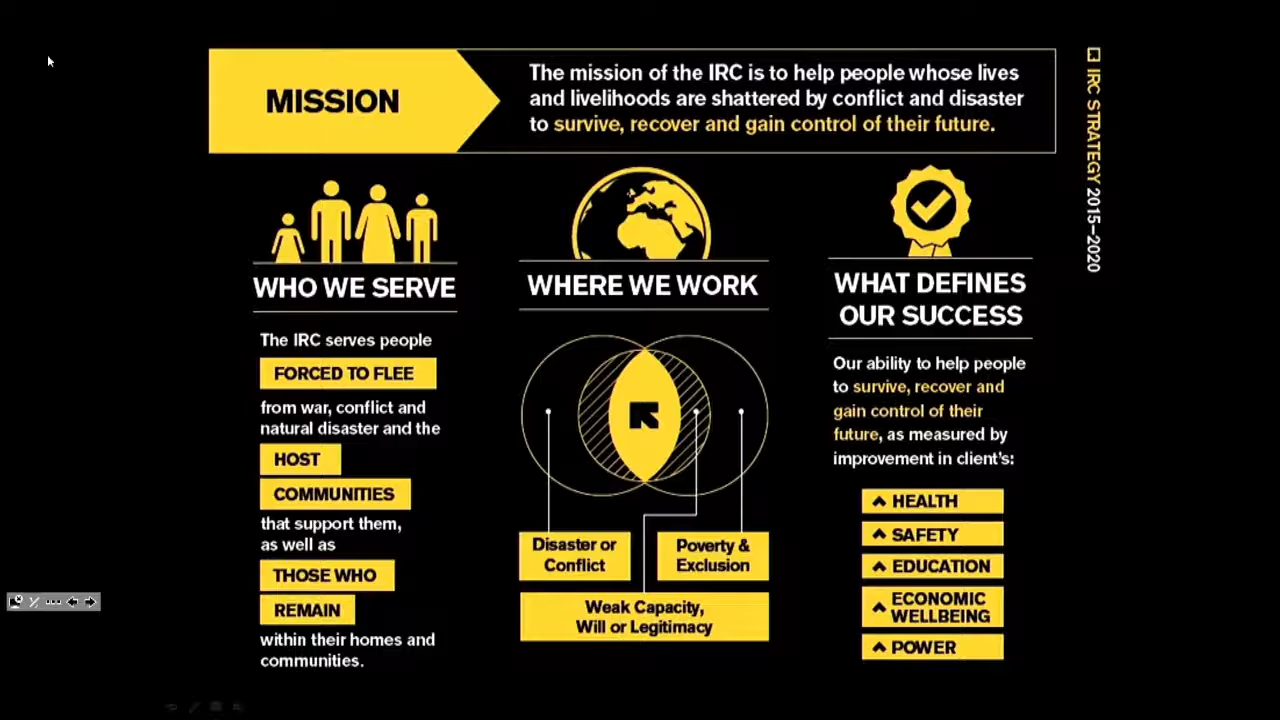 MISSION
The mission of the IRC is to help people whose lives
and livelihoods are shattered by conflict and disaster
to survive, recover and gain control of their future.
IRC STRATEGY 2015–2020
WHO WE SERVE
The IRC serves people
FORCED TO FLEE
from war, conflict and
natural disaster and the
HOST
COMMUNITIES
that support them,
as well as
THOSE WHO
REMAIN
within their homes and
communities.
WHERE WE WORK
Disaster or
Conflict
Poverty &
Exclusion
Weak Capacity,
Will or Legitimacy
WHAT DEFINES
OUR SUCCESS
Our ability to help people
to survive, recover and
gain control of their
future, as measured by
improvement in client's:
HEALTH
SAFETY
EDUCATION
ECONOMIC
WELLBEING
POWER